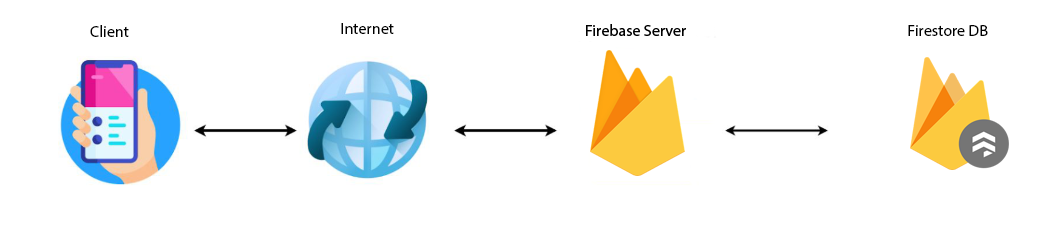 Client
Internet
Firebase Server
Firestore DB